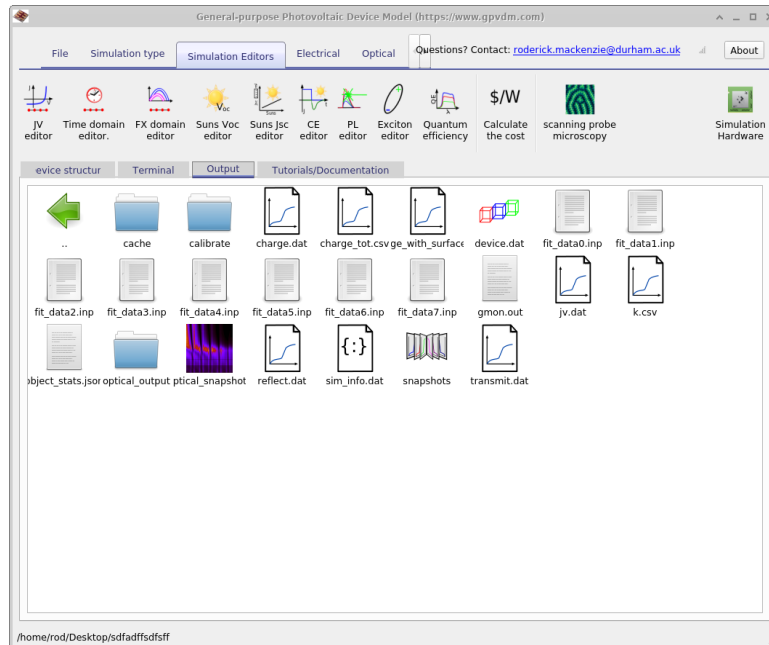 General-purpose Photovoltaic Device Model (https://www.gpvdm.com)
File Simulation type Simulation Editors Electrical Optical Questions? Contact: roderick.mackenzie@durham.ac.uk About
JV editor
Time domain editor.
FX domain editor
Suns Voc editor
Suns Jsc editor
CE editor
PL editor
Exciton editor
Quantum efficiency
$/W
Calculate the cost
scanning probe microscopy
Simulation Hardware
evice structur Terminal Output Tutorials/Documentation
.. cache calibrate charge.dat charge_tot.csv ge_with_surface device.dat fit_data0.inp fit_data1.inp
fit_data2.inp fit_data3.inp fit_data4.inp fit_data5.inp fit_data6.inp fit_data7.inp gmon.out jv.dat k.csv
{:}
object_stats.jsor optical_output ptical_snapshot reflect.dat sim_info.dat snapshots transmit.dat
/home/rod/Desktop/sdfadffsdfsff